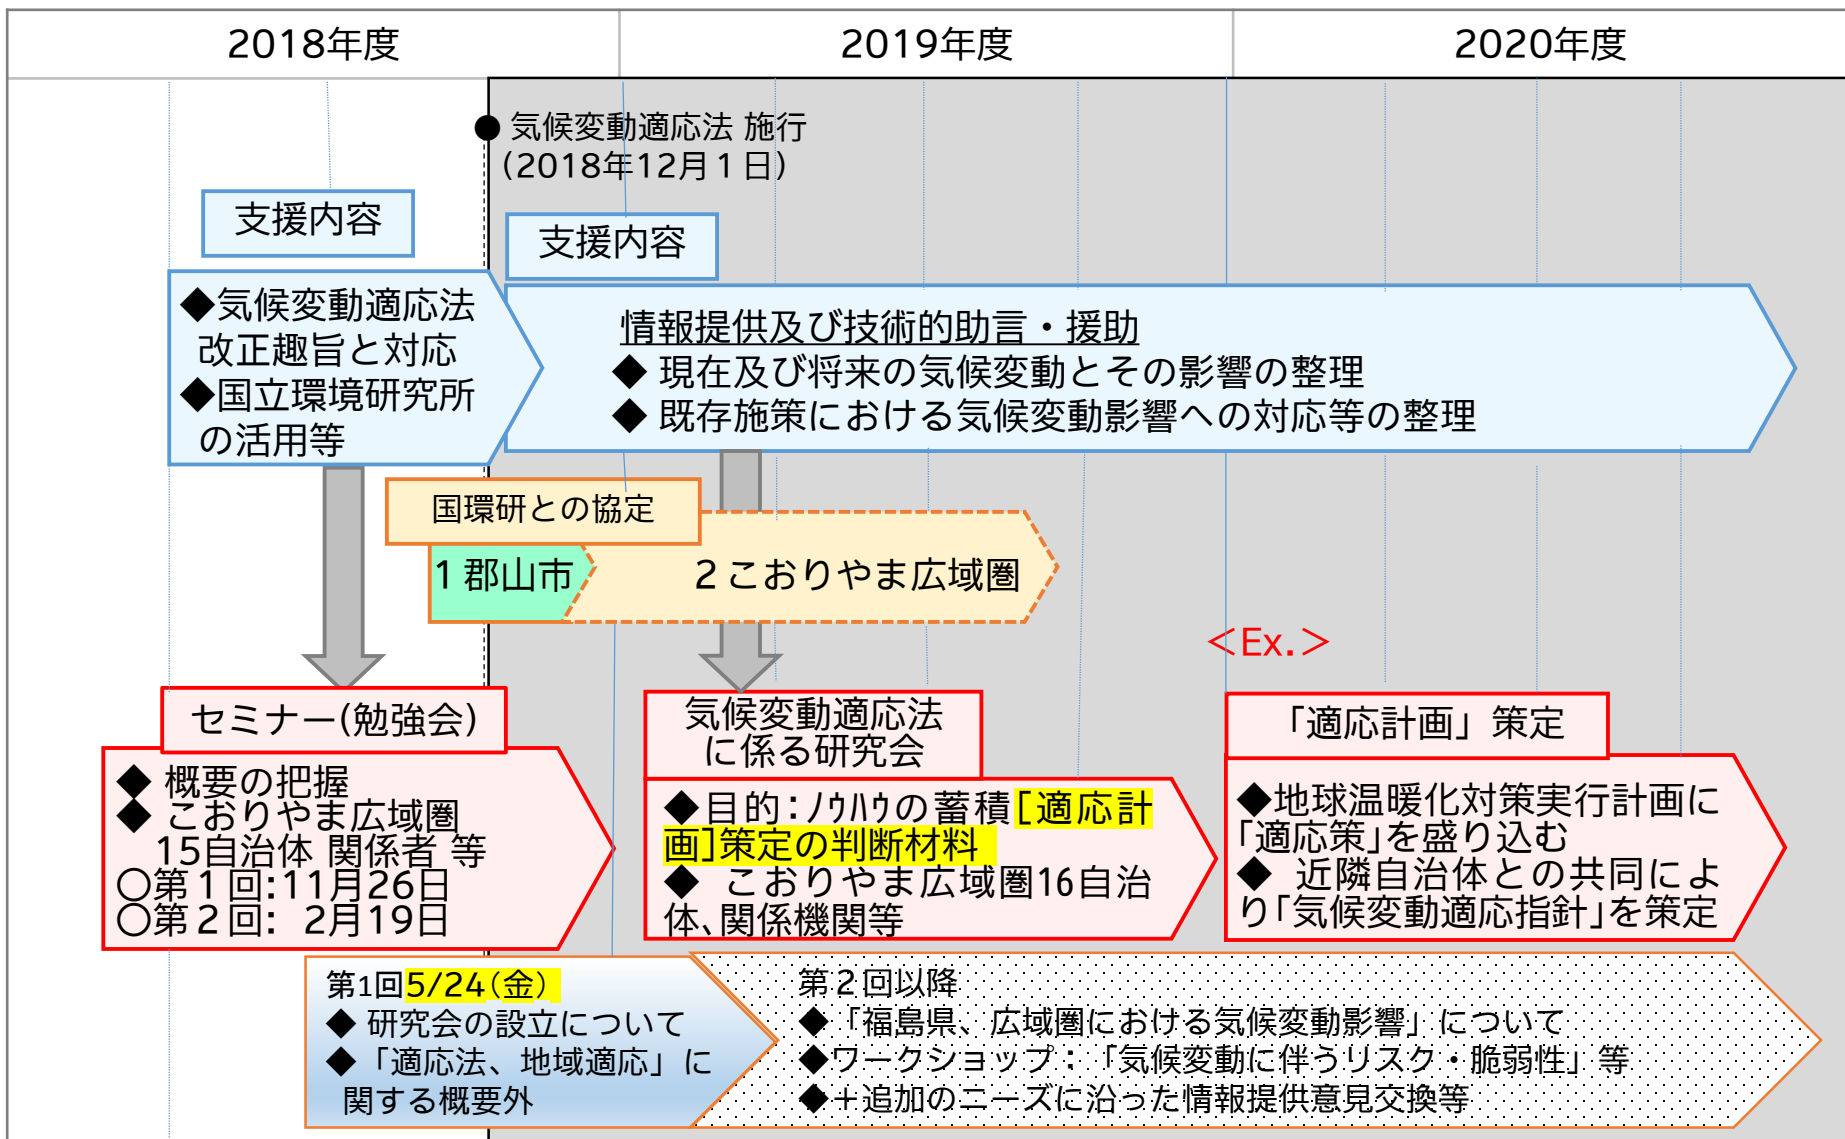 2018年度
2019年度
2020年度
● 気候変動適応法 施行
(2018年12月１日)
支援内容
◆気候変動適応法
改正趣旨と対応
◆国立環境研究所
の活用等
支援内容
情報提供及び技術的助言・援助
◆ 現在及び将来の気候変動とその影響の整理
◆ 既存施策における気候変動影響への対応等の整理
国環研との協定
１郡山市
２こおりやま広域圏
＜Ex.＞
セミナー(勉強会)
◆ 概要の把握
◆ こおりやま広域圏
15自治体 関係者 等
〇第１回:11月26日
〇第２回: 2月19日
気候変動適応法
に係る研究会
◆目的：ﾉｳﾊｳの蓄積［適応計
画]策定の判断材料
◆ こおりやま広域圏16自治
体、関係機関等
「適応計画」策定
◆地球温暖化対策実行計画に
｢適応策｣を盛り込む
◆ 近隣自治体との共同によ
り｢気候変動適応指針｣を策定
第1回5/24（金）
◆ 研究会の設立について
◆「適応法、地域適応」に
関する概要外
第２回以降
◆「福島県、広域圏における気候変動影響」について
◆ワークショップ：「気候変動に伴うリスク・脆弱性」等
◆＋追加のニーズに沿った情報提供意見交換等